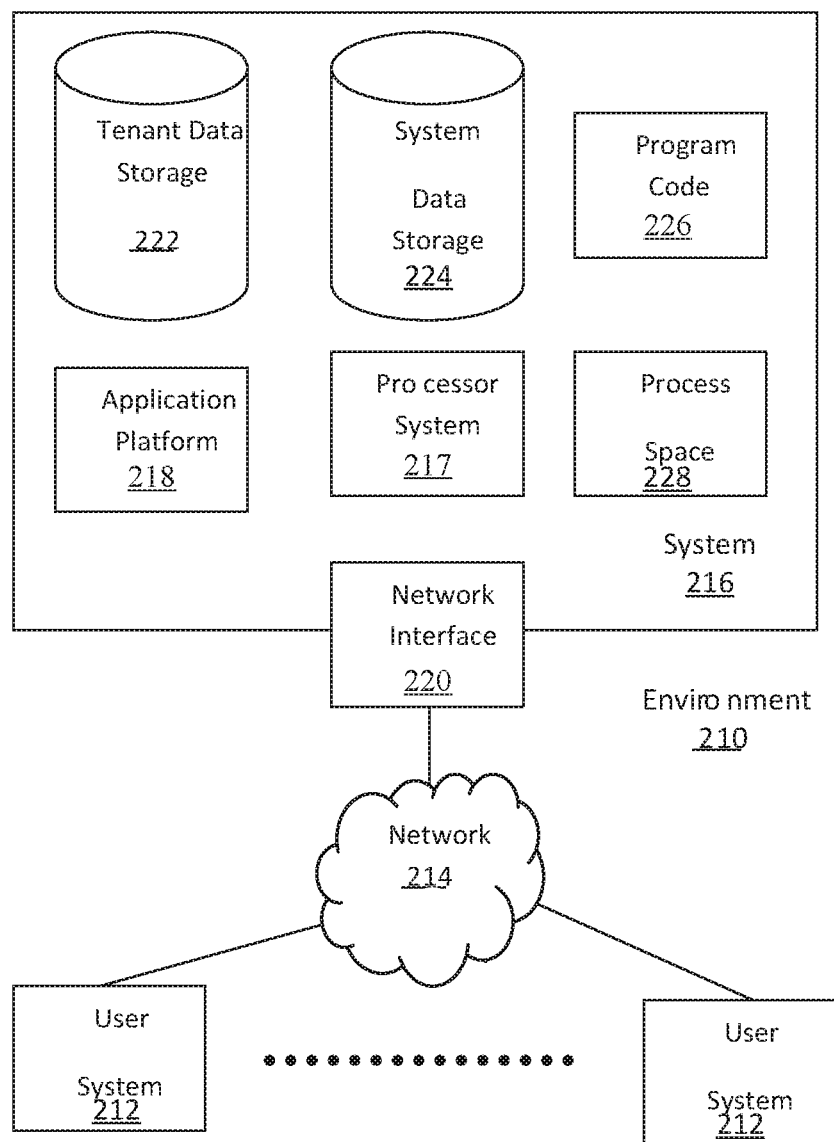 Tenant Data
Storage
222
System
Data
Storage
224
Program
Code
226
Application
Platform
218
Pro cessor
System
217
Process
Space
228
System
216
Network
Interface
220
Enviro nment
210
Network
214
User
System
212
User
System
212